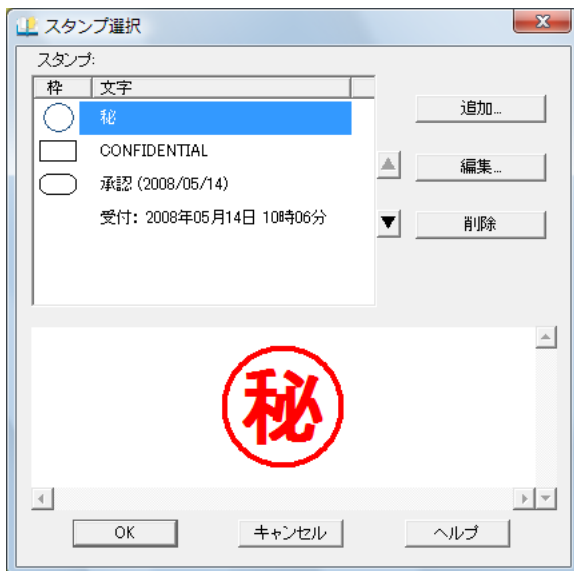 スタンプ選択
スタンプ:
枠 文字
秘
CONFIDENTIAL
承認 (2008/05/14)
受付: 2008年05月14日 10時06分
追加...
編集...
削除
秘
OK キャンセル ヘルプ